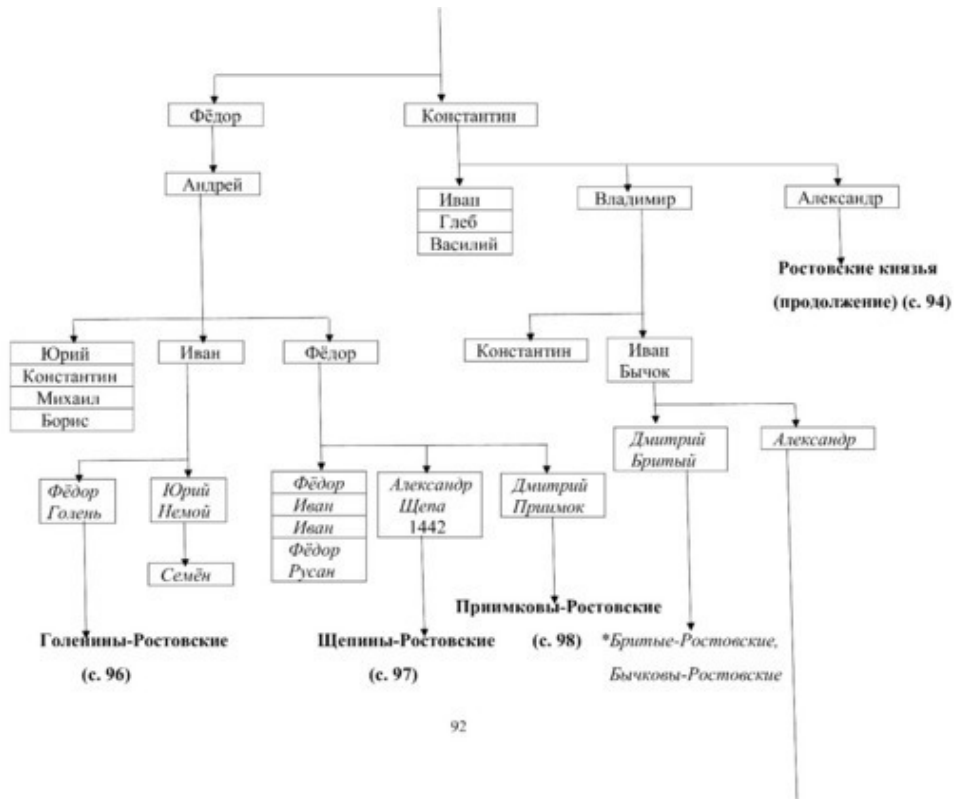 Фёдор
Константин
Андрей
Иван
Глеб
Василий
Владимир
Александр
Ростовские князья
(продолжение) (с. 94)
Юрий
Константин
Михаил
Борис
Иван
Фёдор
Константин
Иван
Бычок
Фёдор
Голень
Юрий
Немой
Семён
Фёдор
Иван
Иван
Фёдор
Русан
Александр
Щепа
1442
Дмитрий
Приимок
Дмитрий
Бритый
Александр
Голенины-Ростовские
(с. 96)
Щепины-Ростовские
(с. 97)
Приимковы-Ростовские
(с. 98)
*Бритые-Ростовские,
Бычковы-Ростовские
92